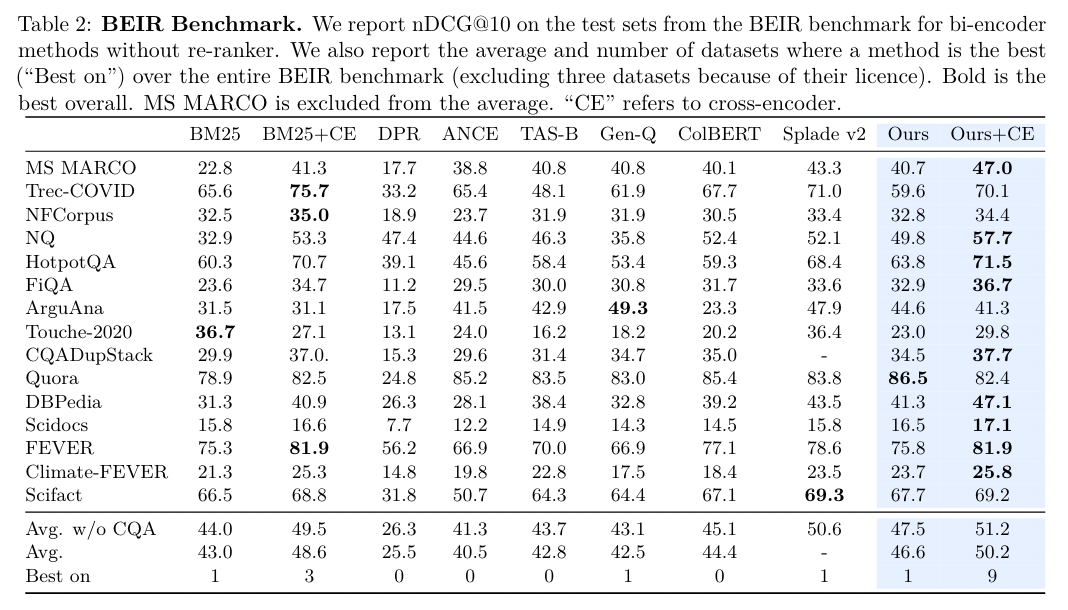 Table 2: BEIR Benchmark. We report nDCG@10 on the test sets from the BEIR benchmark for bi-encoder
methods without re-ranker. We also report the average and number of datasets where a method is the best
(“Best on”) over the entire BEIR benchmark (excluding three datasets because of their licence). Bold is the
best overall. MS MARCO is excluded from the average. “CE” refers to cross-encoder.
BM25 BM25+CE DPR ANCE TAS-B Gen-Q ColBERT Splade v2 Ours Ours+CE
MS MARCO 22.8 41.3 17.7 38.8 40.8 40.8 40.1 43.3 40.7 47.0
Trec-COVID 65.6 75.7 33.2 65.4 48.1 61.9 67.7 71.0 59.6 70.1
NFCorpus 32.5 35.0 18.9 23.7 31.9 31.9 30.5 33.4 32.8 34.4
NQ 32.9 53.3 47.4 44.6 46.3 35.8 52.4 52.1 49.8 57.7
HotpotQA 60.3 70.7 39.1 45.6 58.4 53.4 59.3 68.4 63.8 71.5
FiQA 23.6 34.7 11.2 29.5 30.0 30.8 31.7 33.6 32.9 36.7
ArguAna 31.5 31.1 17.5 41.5 42.9 49.3 23.3 47.9 44.6 41.3
Touche-2020 36.7 27.1 13.1 24.0 16.2 18.2 20.2 36.4 23.0 29.8
CQADupStack 29.9 37.0. 15.3 29.6 31.4 34.7 35.0 - 34.5 37.7
Quora 78.9 82.5 24.8 85.2 83.5 83.0 85.4 83.8 86.5 82.4
DBPedia 31.3 40.9 26.3 28.1 38.4 32.8 39.2 43.5 41.3 47.1
Scidocs 15.8 16.6 7.7 12.2 14.9 14.3 14.5 15.8 16.5 17.1
FEVER 75.3 81.9 56.2 66.9 70.0 66.9 77.1 78.6 75.8 81.9
Climate-FEVER 21.3 25.3 14.8 19.8 22.8 17.5 18.4 23.5 23.7 25.8
Scifact 66.5 68.8 31.8 50.7 64.3 64.4 67.1 69.3 67.7 69.2
Avg. w/o CQA 44.0 49.5 26.3 41.3 43.7 43.1 45.1 50.6 47.5 51.2
Avg. 43.0 48.6 25.5 40.5 42.8 42.5 44.4 - 46.6 50.2
Best on 1 3 0 0 0 1 0 1 1 9